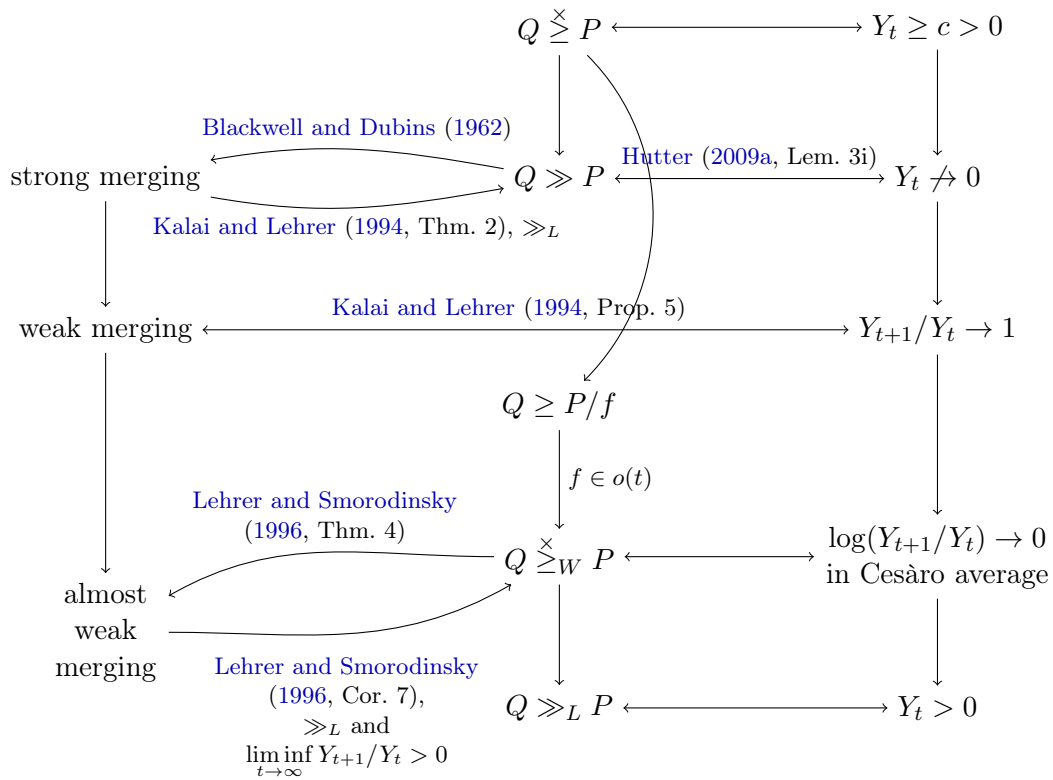 Q ≥^× P
Y_t ≥ c > 0
Blackwell and Dubins (1962)
Hutter (2009a, Lem. 3i)
strong merging
Q ≫ P
Y_t ↛ 0
Kalai and Lehrer (1994, Thm. 2), ≫_L
Kalai and Lehrer (1994, Prop. 5)
weak merging
Y_{t+1}/Y_t → 1
Q ≥ P/f
f ∈ o(t)
Lehrer and Smorodinsky
(1996, Thm. 4)
Q ≥^×_W P
log(Y_{t+1}/Y_t) → 0
in Cesàro average
almost
weak
merging
Lehrer and Smorodinsky
(1996, Cor. 7),
≫_L and
lim inf_{t→∞} Y_{t+1}/Y_t > 0
Q ≫_L P
Y_t > 0